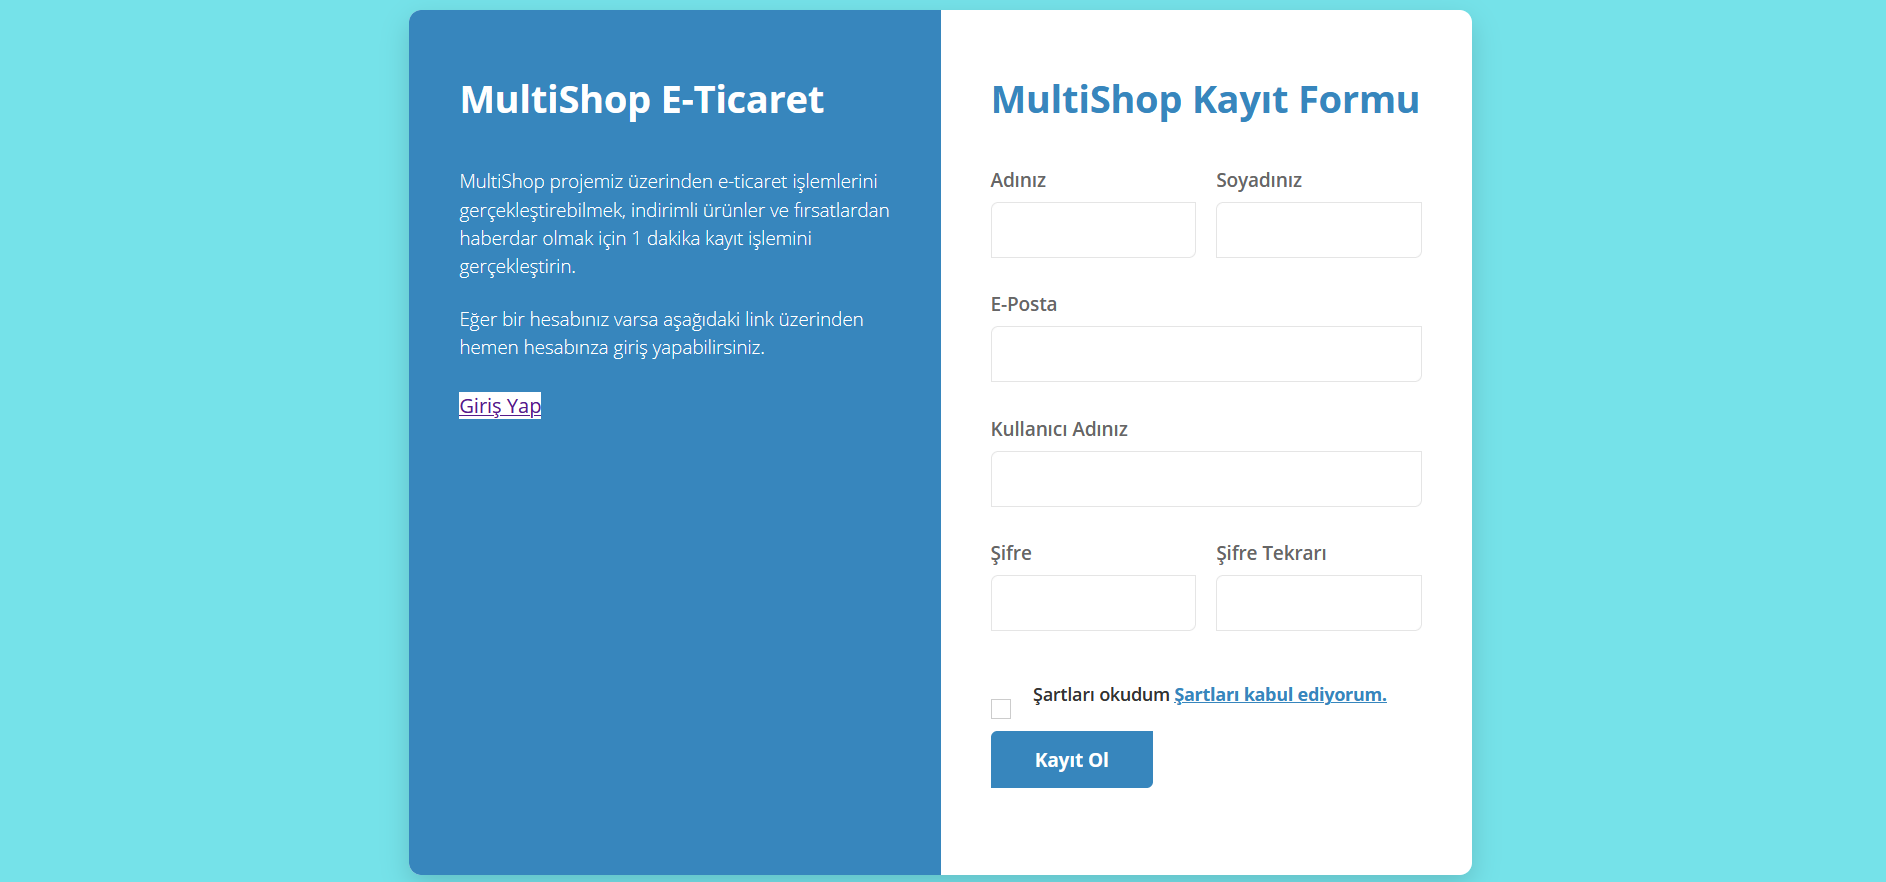 MultiShop E-Ticaret
MultiShop projemiz üzerinden e-ticaret işlemlerini
gerçekleştirebilmek, indirimli ürünler ve fırsatlardan
haberdar olmak için 1 dakika kayıt işlemini
gerçekleştirin.
Eğer bir hesabınız varsa aşağıdaki link üzerinden
hemen hesabınza giriş yapabilirsiniz.
Giriş Yap
MultiShop Kayıt Formu
Adınız
Soyadınız
E-Posta
Kullanıcı Adınız
Şifre
Şifre Tekrarı
Şartları okudum Şartları kabul ediyorum.
Kayıt Ol